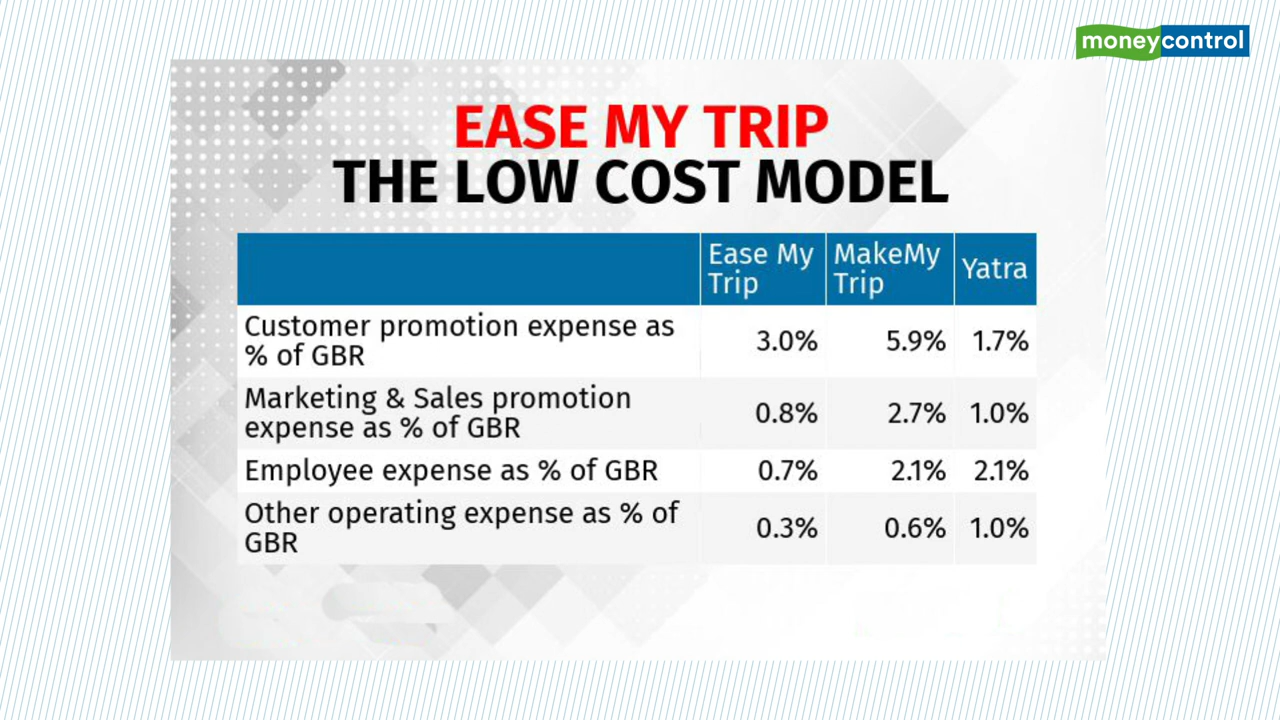 moneycontrol
EASE MY TRIP
THE LOW COST MODEL
Ease My Trip MakeMy Trip Yatra
Customer promotion expense as % of GBR 3.0% 5.9% 1.7%
Marketing & Sales promotion expense as % of GBR 0.8% 2.7% 1.0%
Employee expense as % of GBR 0.7% 2.1% 2.1%
Other operating expense as % of GBR 0.3% 0.6% 1.0%